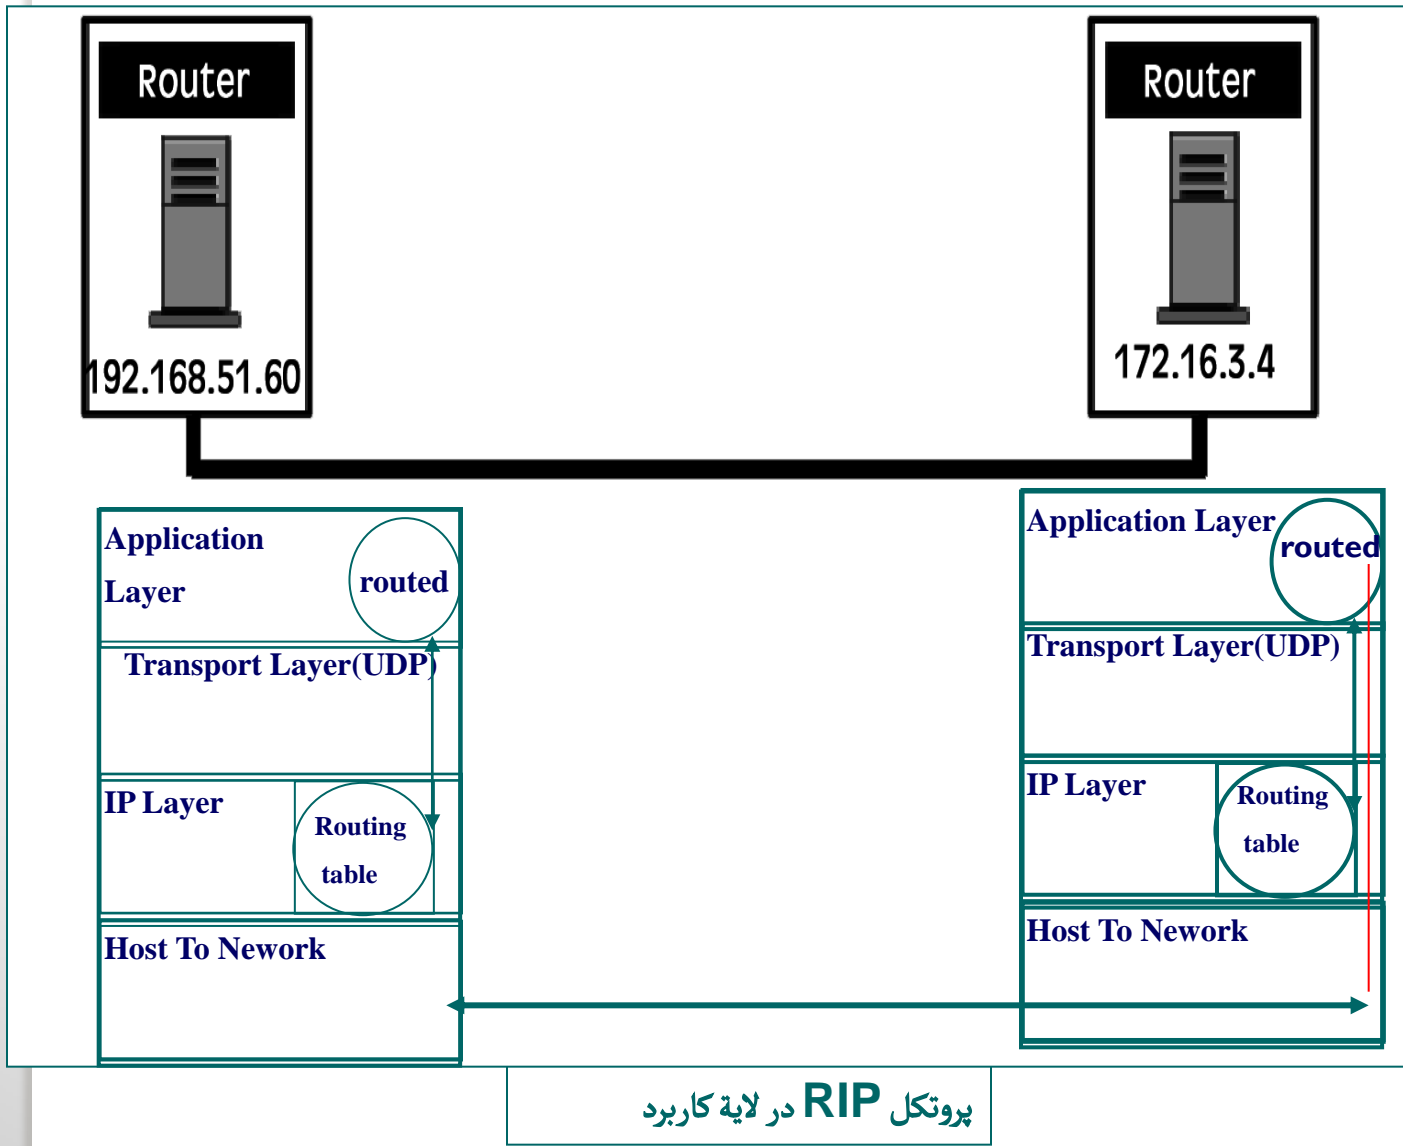 Router
192.168.51.60
Router
172.16.3.4
Application
Layer
routed
Transport Layer(UDP)
IP Layer
Routing
table
Host To Nework
Application Layer
routed
Transport Layer(UDP)
IP Layer
Routing
table
Host To Nework
پروتکل RIP در لایة کاربرد